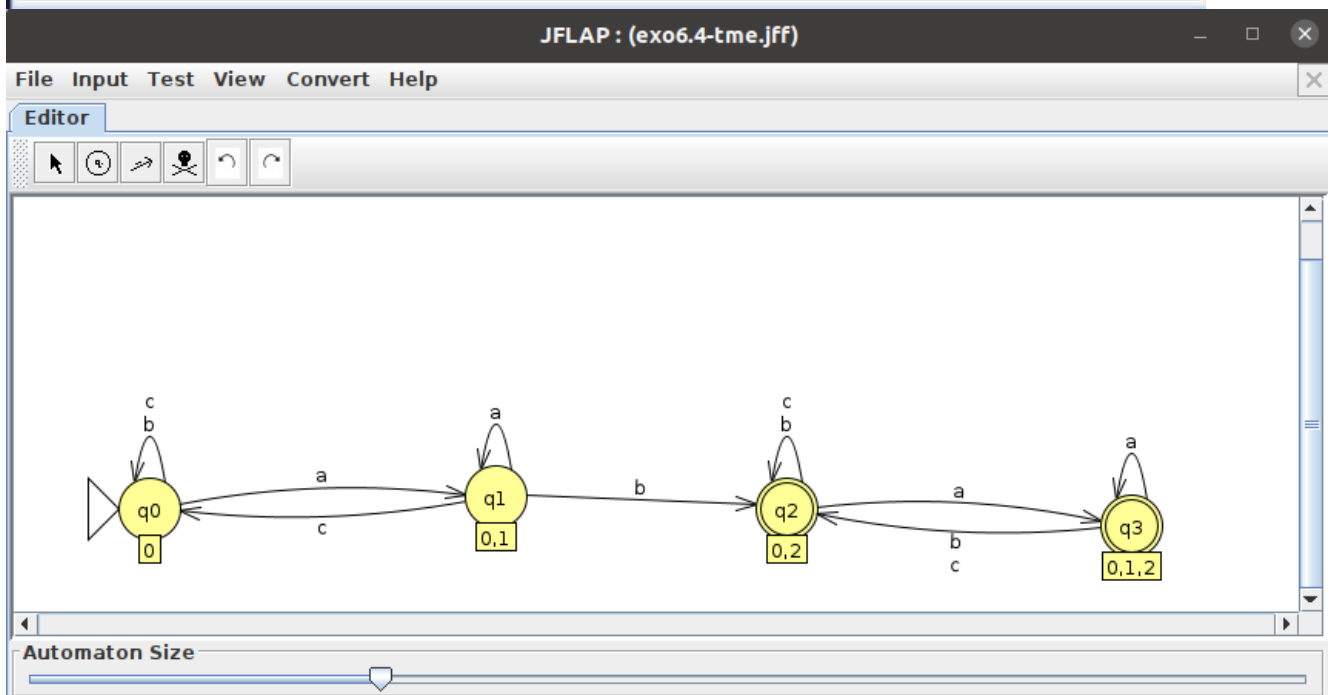 JFLAP : (exo6.4-tme.jff)
File Input Test View Convert Help
Editor
c
b
a
c
b
a
a
b
a
q0
q1
q2
q3
c
b
c
0
0,1
0,2
0,1,2
Automaton Size